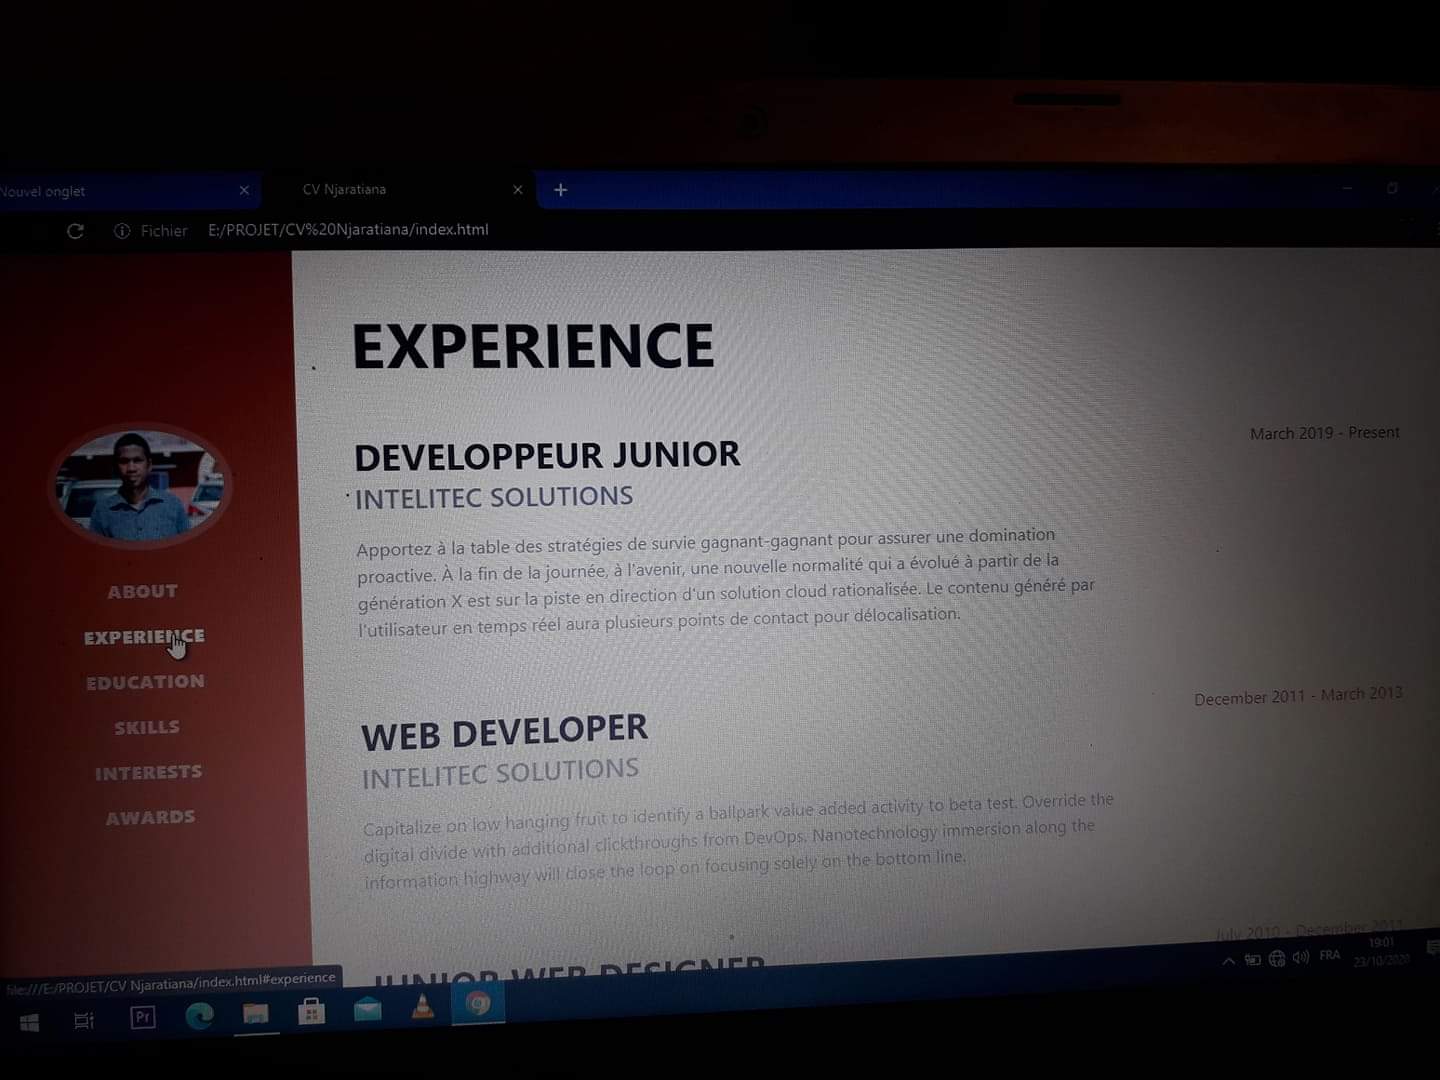 Nouvel onglet
CV Njaratiana
Fichier E:/PROJET/CV%20Njaratiana/index.html
EXPERIENCE
DEVELOPPEUR JUNIOR
March 2019 - Present
INTELITEC SOLUTIONS
Apportez à la table des stratégies de survie gagnant-gagnant pour assurer une domination
proactive. À la fin de la journée, à l'avenir, une nouvelle normalité qui a évolué à partir de la
génération X est sur la piste en direction d'un solution cloud rationalisée. Le contenu généré par
l'utilisateur en temps réel aura plusieurs points de contact pour délocalisation.
WEB DEVELOPER
December 2011 - March 2013
INTELITEC SOLUTIONS
Capitalize on low hanging fruit to identify a ballpark value added activity to beta test. Override the
digital divide with additional clickthroughs from DevOps. Nanotechnology immersion along the
information highway will close the loop on focusing solely on the bottom line.
JUNIOR WEB DESIGNER
July 2010 - December 2011
ABOUT
EXPERIENCE
EDUCATION
SKILLS
INTERESTS
AWARDS
file:///E:/PROJET/CV Njaratiana/index.html#experience
Pr
FRA
19:01
23/10/2020